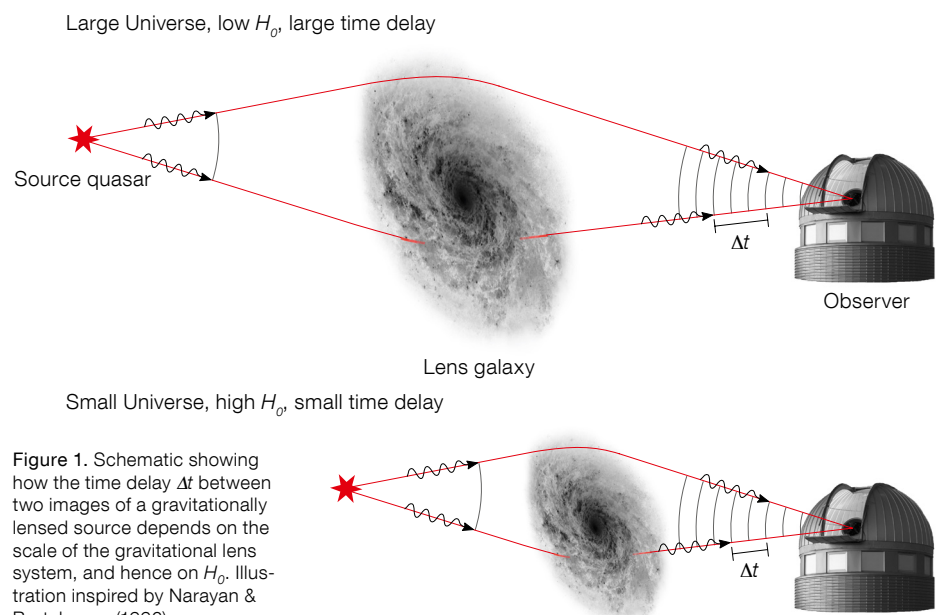 Large Universe, low H₀, large time delay
Source quasar
Δt
Observer
Lens galaxy
Small Universe, high H₀, small time delay
Figure 1. Schematic showing
how the time delay Δt between
two images of a gravitationally
lensed source depends on the
scale of the gravitational lens
system, and hence on H₀. Illus-
tration inspired by Narayan &
Δt